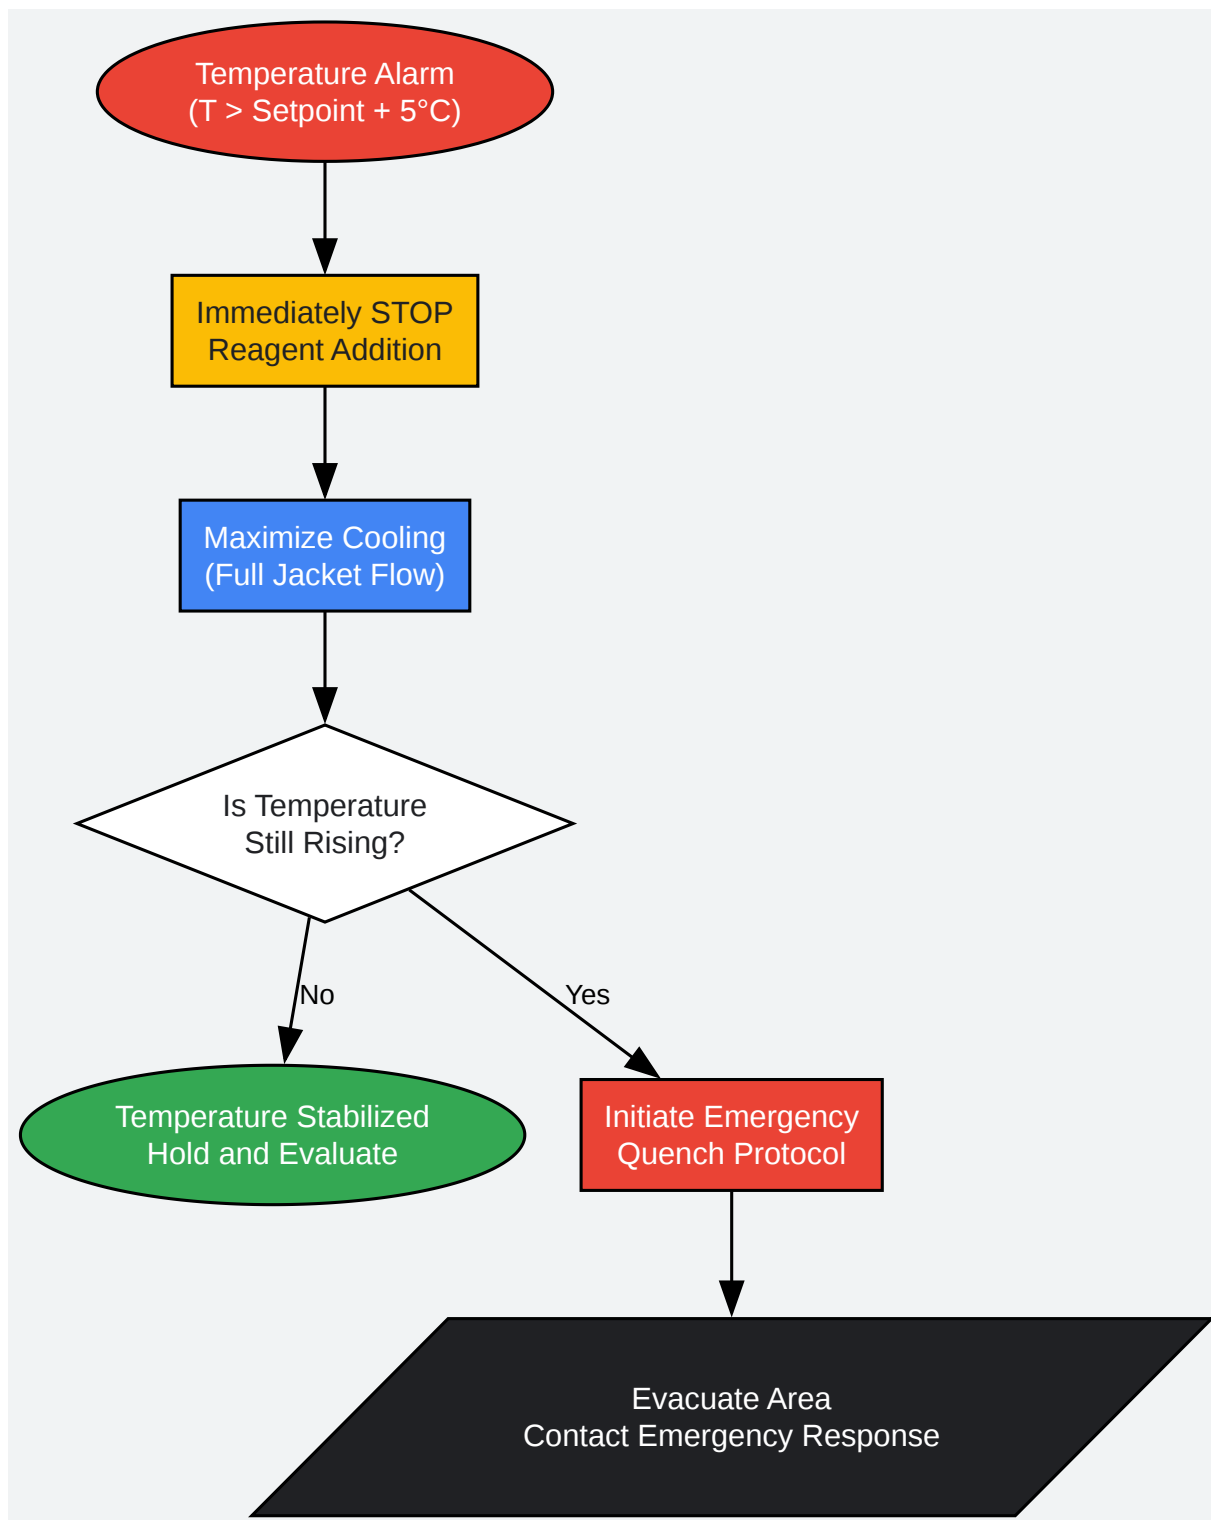 Temperature Alarm
(T > Setpoint + 5°C)
Immediately STOP
Reagent Addition
Maximize Cooling
(Full Jacket Flow)
Is Temperature
Still Rising?
No
Yes
Temperature Stabilized
Hold and Evaluate
Initiate Emergency
Quench Protocol
Evacuate Area
Contact Emergency Response